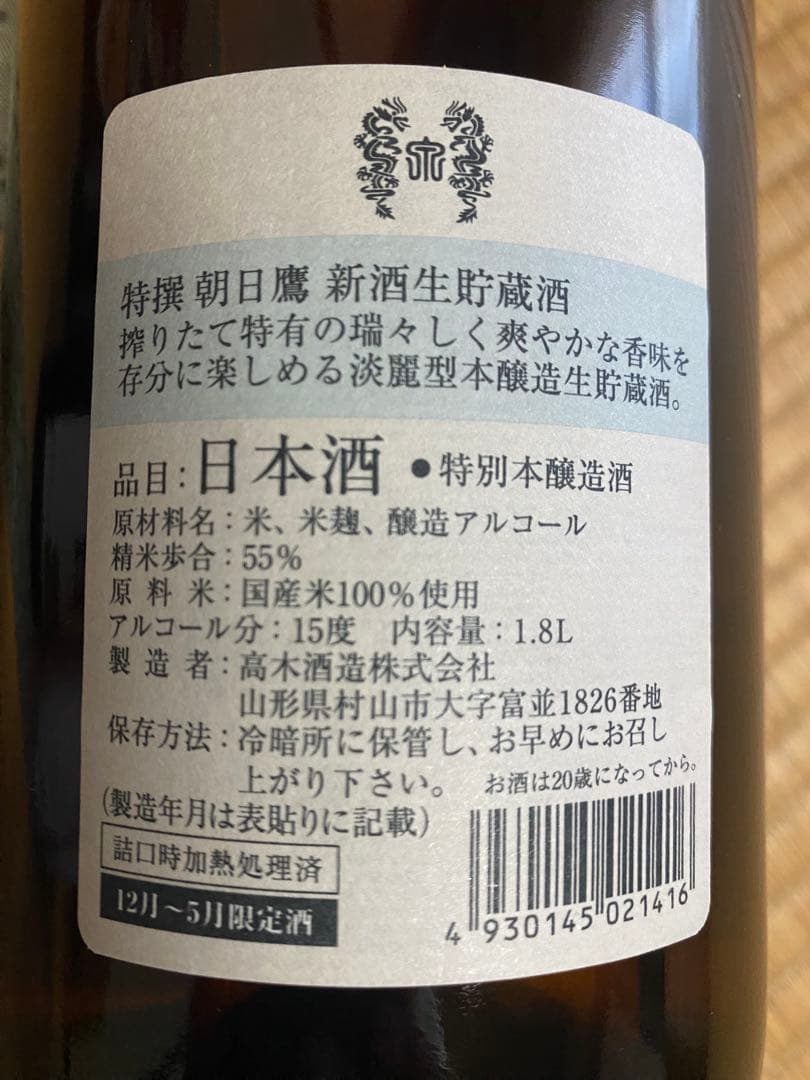 特撰 朝日鷹 新酒生貯蔵酒
搾りたて特有の瑞々しく爽やかな香味を
存分に楽しめる淡麗型本醸造生貯蔵酒。
品目:日本酒 ●特別本醸造酒
原材料名:米、米麹、醸造アルコール
精米歩合:55%
原料米:国産米100%使用
アルコール分:15度 内容量:1.8L
製造者:高木酒造株式会社
山形県村山市大字富並1826番地
保存方法:冷暗所に保管し、お早めにお召し
上がり下さい。 お酒は20歳になってから。
(製造年月は表貼りに記載)
詰口時加熱処理済
12月~5月限定酒
4 930145 021416